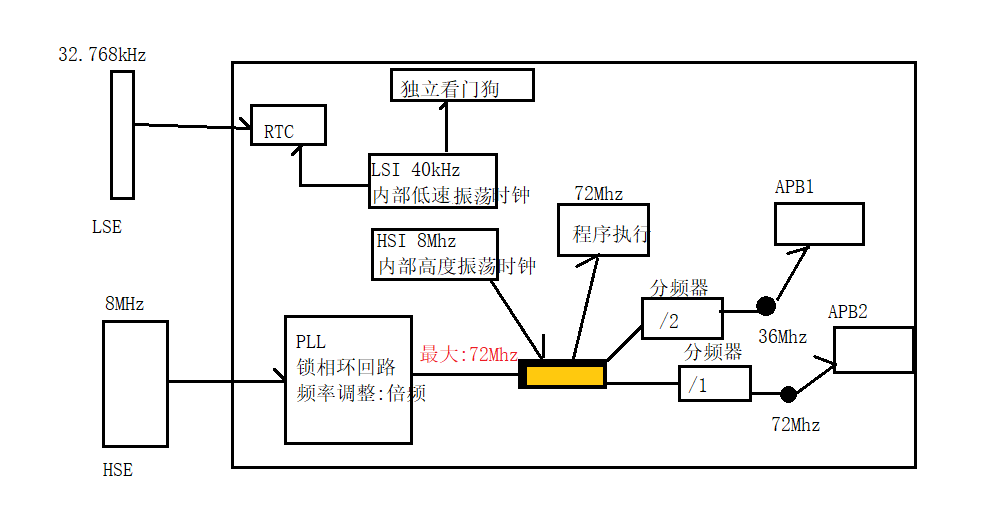 32.768kHz
独立看门狗
RTC
LSI 40kHz
内部低速振荡时钟
LSE
72Mhz
程序执行
APB1
HSI 8Mhz
内部高度振荡时钟
8MHz
分频器
/2
36Mhz
APB2
PLL
锁相环回路
频率调整:倍频
最大:72Mhz
分频器
/1
72Mhz
HSE